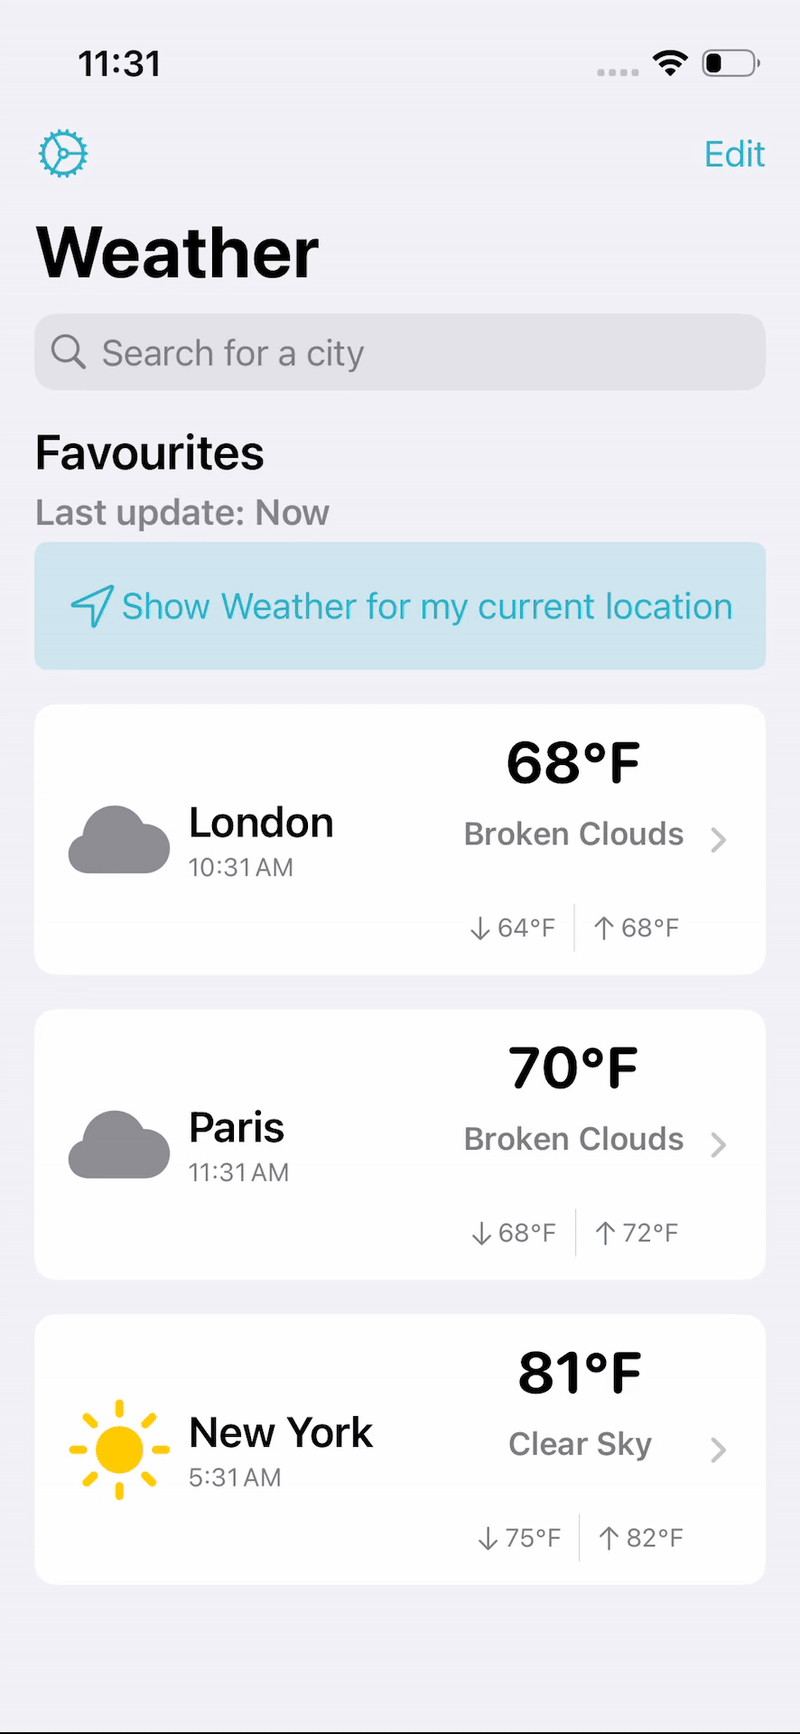 11:31
Edit
Weather
Search for a city
Favourites
Last update: Now
Show Weather for my current location
68°F
London
Broken Clouds
10:31 AM
↓ 64°F ↑ 68°F
70°F
Paris
Broken Clouds
11:31 AM
↓ 68°F ↑ 72°F
81°F
New York
Clear Sky
5:31 AM
↓ 75°F ↑ 82°F